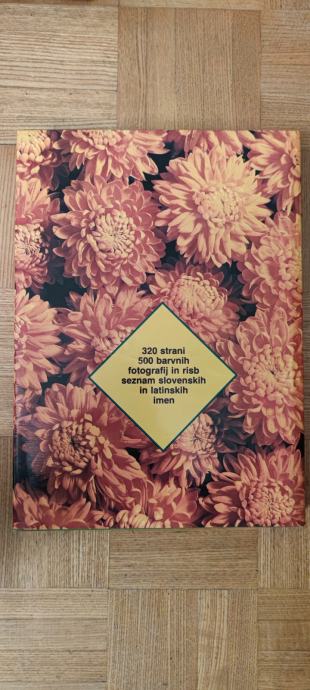 320 strani
500 barvnih
fotografij in risb
seznam slovenskih
in latinskih
imen